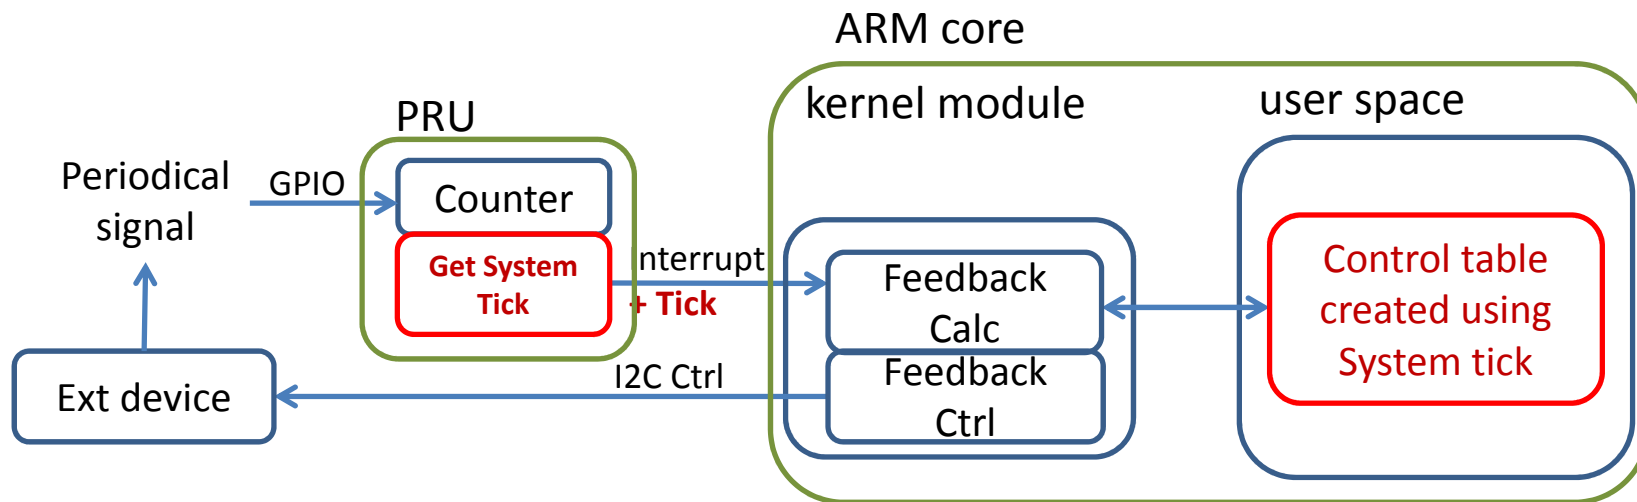 ARM core
kernel module
user space
PRU
Periodical
signal
GPIO
Counter
Get System
Tick
Interrupt
+ Tick
Feedback
Calc
Feedback
Ctrl
Control table
created using
System tick
I2C Ctrl
Ext device